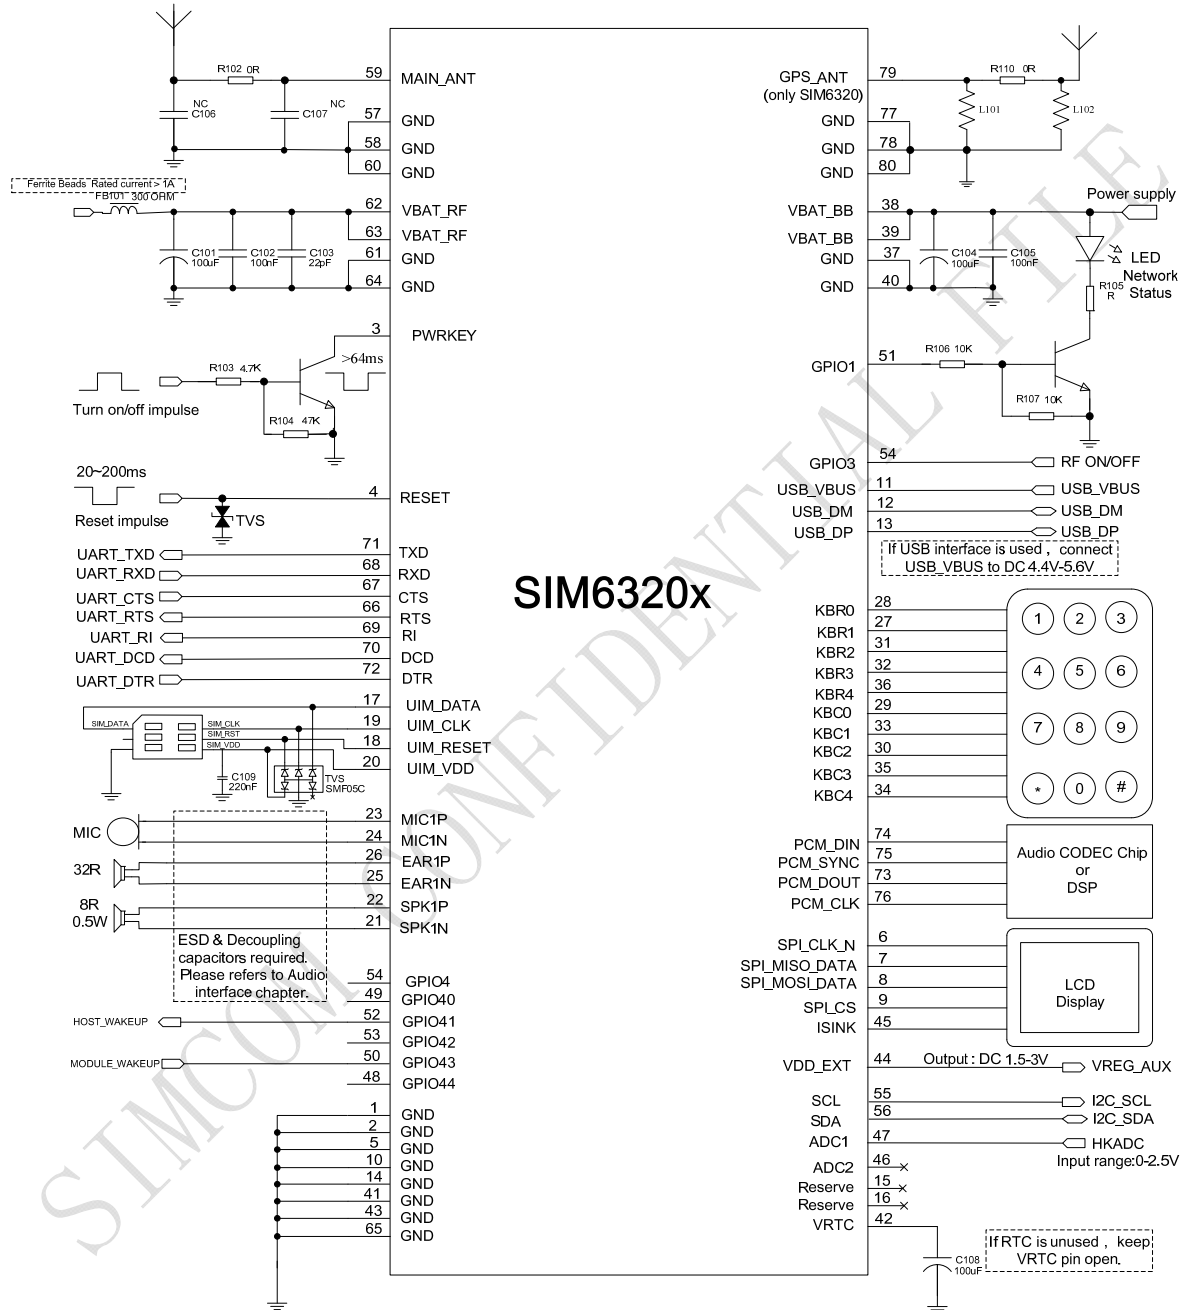 R102 0R
59
MAIN_ANT
NC
C106
NC
C107
57
GND
58
GND
60
GND
Ferrite Beads Rated current > 1A
FB101 300 OHM
62
VBAT_RF
63
VBAT_RF
61
GND
64
GND
C101
100uF
C102
100nF
C103
22pF
3
PWRKEY
>64ms
R103 4.7K
R104 47K
Turn on/off impulse
20~200ms
Reset impulse
4
RESET
TVS
UART_TXD
71
TXD
UART_RXD
68
RXD
UART_CTS
67
CTS
UART_RTS
66
RTS
UART_RI
69
RI
UART_DCD
70
DCD
UART_DTR
72
DTR
17
UIM_DATA
19
UIM_CLK
18
UIM_RESET
20
UIM_VDD
SIM_DATA
SIM_CLK
SIM_RST
SIM_VDD
C109
220nF
TVS
SMF05C
MIC
23
MIC1P
24
MIC1N
32R
26
EAR1P
25
EAR1N
8R
0.5W
22
SPK1P
21
SPK1N
ESD & Decoupling
capacitors required.
Please refers to Audio
interface chapter.
54
GPIO4
49
GPIO40
HOST_WAKEUP
52
GPIO41
53
GPIO42
MODULE_WAKEUP
50
GPIO43
48
GPIO44
1
GND
2
GND
5
GND
10
GND
14
GND
41
GND
43
GND
65
GND
SIM6320x
GPS_ANT
(only SIM6320)
79
R110 0R
L101
L102
GND
77
GND
78
GND
80
VBAT_BB
38
VBAT_BB
39
GND
37
GND
40
C104
100uF
C105
100nF
Power supply
LED
Network
Status
R105
R
GPIO1
51
R106 10K
R107 10K
GPIO3
54
RF ON/OFF
USB_VBUS
11
USB_VBUS
USB_DM
12
USB_DM
USB_DP
13
USB_DP
If USB interface is used , connect
USB_VBUS to DC 4.4V-5.6V
KBR0
28
KBR1
27
KBR2
31
KBR3
32
KBR4
36
KBC0
29
KBC1
33
KBC2
30
KBC3
35
KBC4
34
1 2 3
4 5 6
7 8 9
* 0 #
PCM_DIN
74
PCM_SYNC
75
PCM_DOUT
73
PCM_CLK
76
Audio CODEC Chip
or
DSP
SPI_CLK_N
6
SPI_MISO_DATA
7
SPI_MOSI_DATA
8
SPI_CS
9
ISINK
45
LCD
Display
VDD_EXT
44
Output : DC 1.5-3V
VREG_AUX
SCL
55
I2C_SCL
SDA
56
I2C_SDA
ADC1
47
HKADC
Input range:0-2.5V
ADC2
46
Reserve
15
Reserve
16
VRTC
42
C108
100uF
If RTC is unused , keep
VRTC pin open.
SIMCOM CONFIDENTIAL FILE